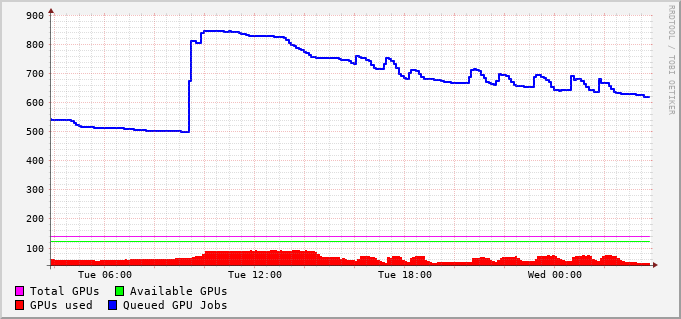 900
800
700
600
500
400
300
200
100
Tue 06:00 Tue 12:00 Tue 18:00 Wed 00:00
Total GPUs Available GPUs
GPUs used Queued GPU Jobs
RRDTOOL / TOBI OETIKER